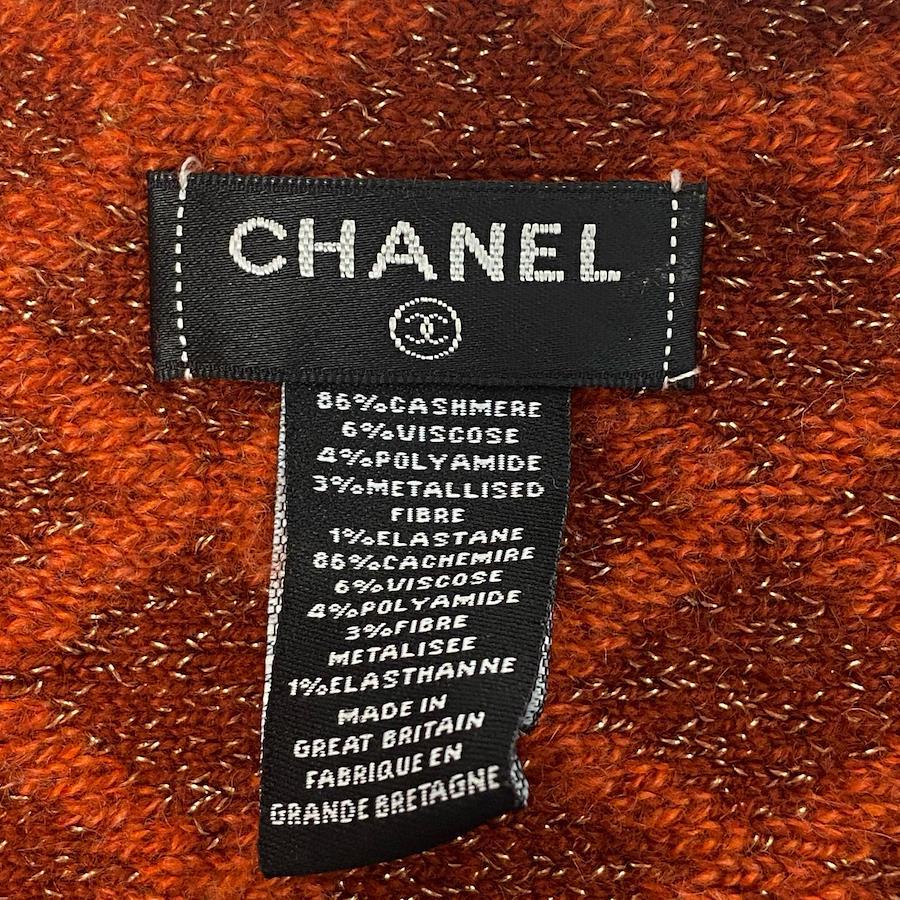 CHANEL
86%CASHMERE
6%VISCOSE
4%POLYAMIDE
3%METALLISED
FIBRE
1%ELASTANE
86%CACHEMIRE
6%VISCOSE
4%POLYAMIDE
3%FIBRE
METALISEE
1%ELASTHANNE
MADE IN
GREAT BRITAIN
FABRIQUE EN
GRANDE BRETAGNE